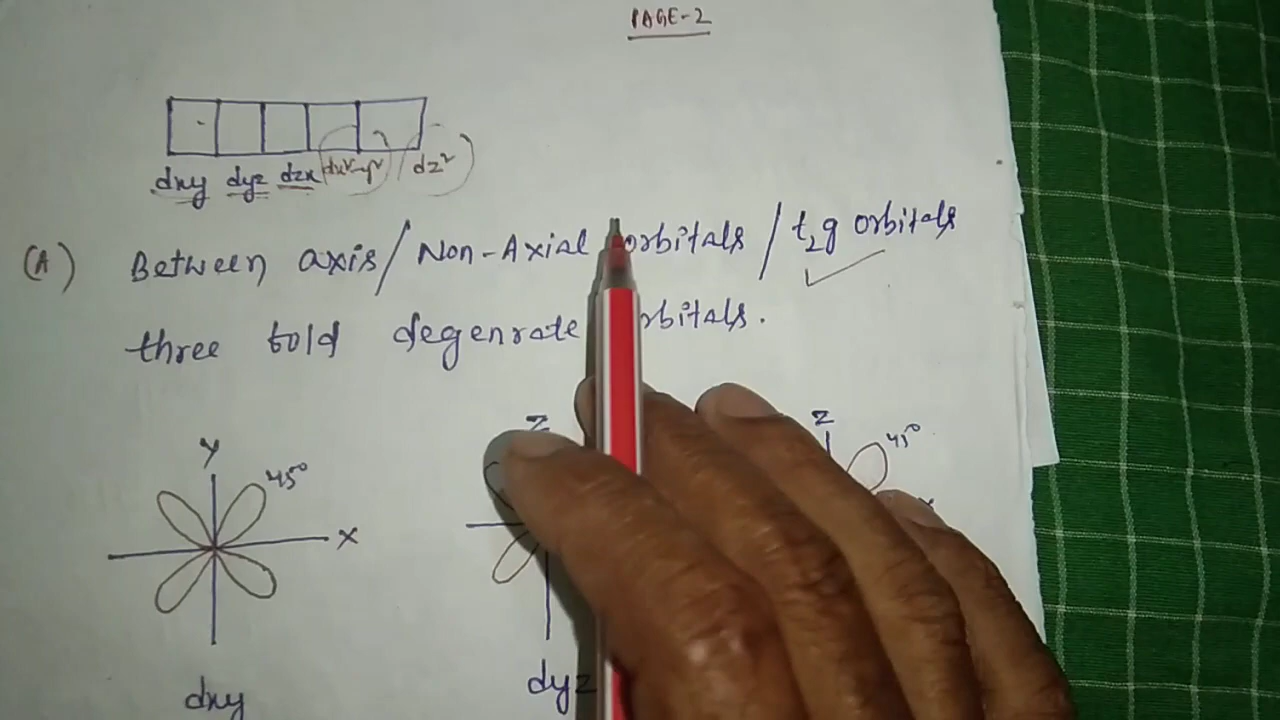 PAGE-2
dxy dyz dzx dx²-y² dz²
(A) Between axis/ Non-Axial orbitals / t₂g orbitals
three fold degenrate orbitals.
y
45°
x
dxy
z
dyz
z
45°